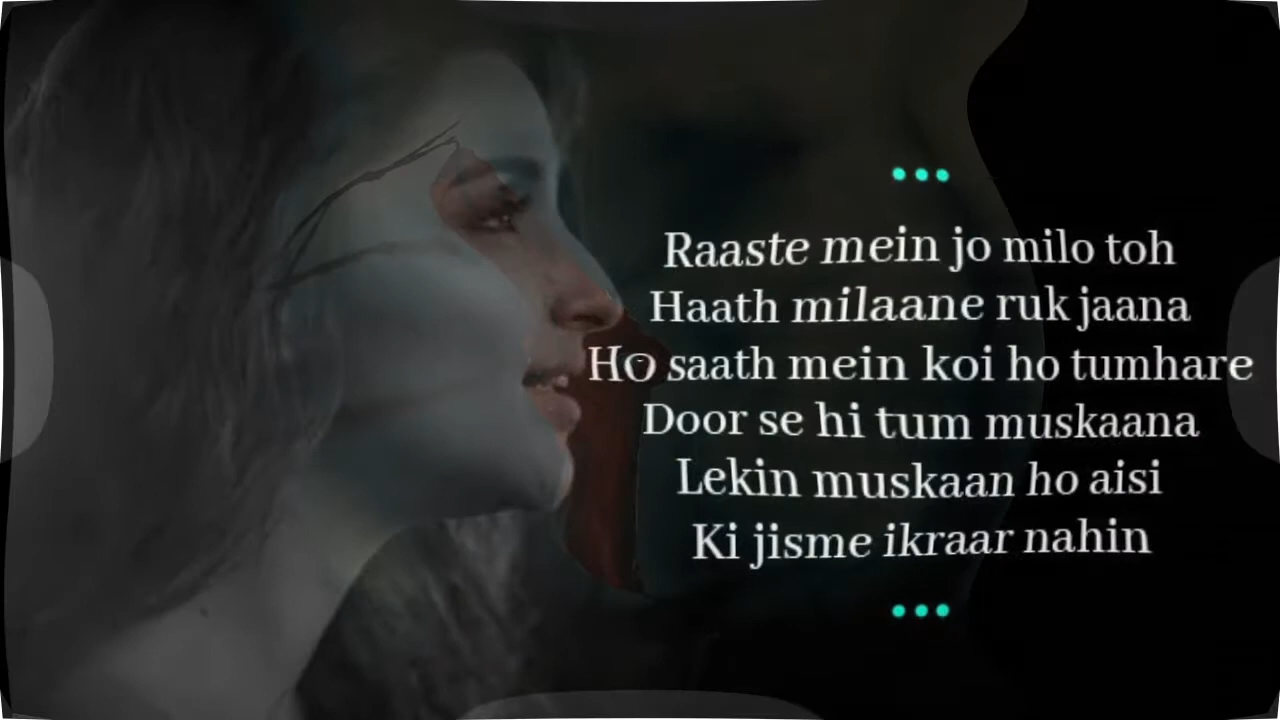 Raaste mein jo milo toh
Haath milaane ruk jaana
Ho saath mein koi ho tumhare
Door se hi tum muskaana
Lekin muskaan ho aisi
Ki jisme ikraar nahin